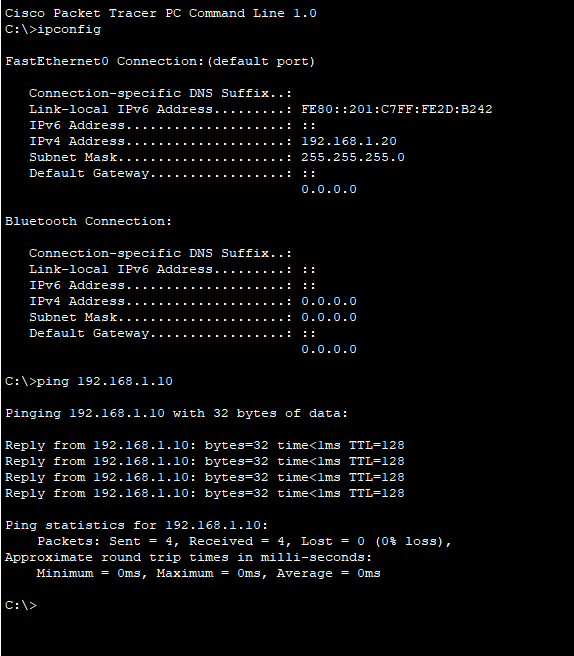 Cisco Packet Tracer PC Command Line 1.0
C:\>ipconfig
FastEthernet0 Connection:(default port)
Connection-specific DNS Suffix..:
Link-local IPv6 Address.........: FE80::201:C7FF:FE2D:B242
IPv6 Address....................: ::
IPv4 Address....................: 192.168.1.20
Subnet Mask.....................: 255.255.255.0
Default Gateway.................: ::
0.0.0.0
Bluetooth Connection:
Connection-specific DNS Suffix..:
Link-local IPv6 Address.........: ::
IPv6 Address....................: ::
IPv4 Address....................: 0.0.0.0
Subnet Mask.....................: 0.0.0.0
Default Gateway.................: ::
0.0.0.0
C:\>ping 192.168.1.10
Pinging 192.168.1.10 with 32 bytes of data:
Reply from 192.168.1.10: bytes=32 time<1ms TTL=128
Reply from 192.168.1.10: bytes=32 time<1ms TTL=128
Reply from 192.168.1.10: bytes=32 time<1ms TTL=128
Reply from 192.168.1.10: bytes=32 time<1ms TTL=128
Ping statistics for 192.168.1.10:
Packets: Sent = 4, Received = 4, Lost = 0 (0% loss),
Approximate round trip times in milli-seconds:
Minimum = 0ms, Maximum = 0ms, Average = 0ms
C:\>